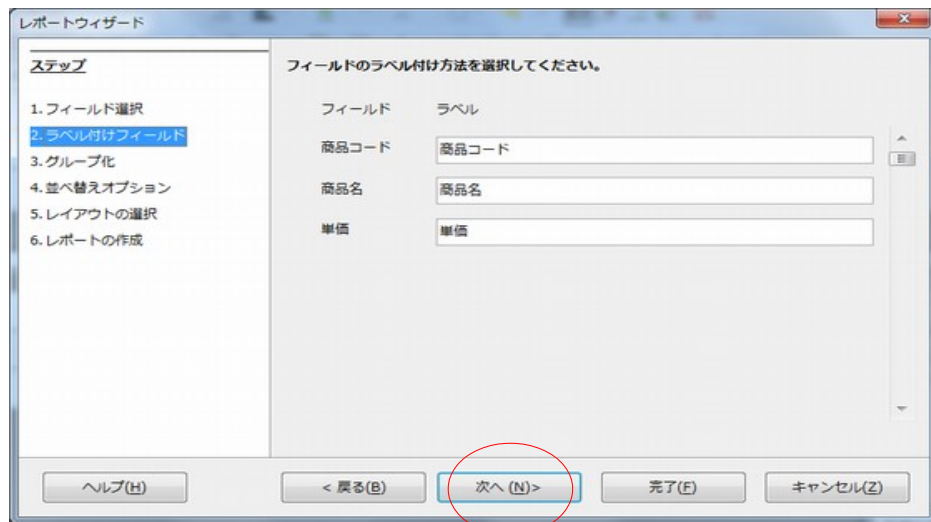 レポートウィザード
ステップ
1. フィールド選択
2. ラベル付けフィールド
3. グループ化
4. 並べ替えオプション
5. レイアウトの選択
6. レポートの作成
フィールドのラベル付け方法を選択してください。
フィールド ラベル
商品コード 商品コード
商品名 商品名
単価 単価
ヘルプ(H) < 戻る(B) 次へ (N)> 完了(F) キャンセル(Z)